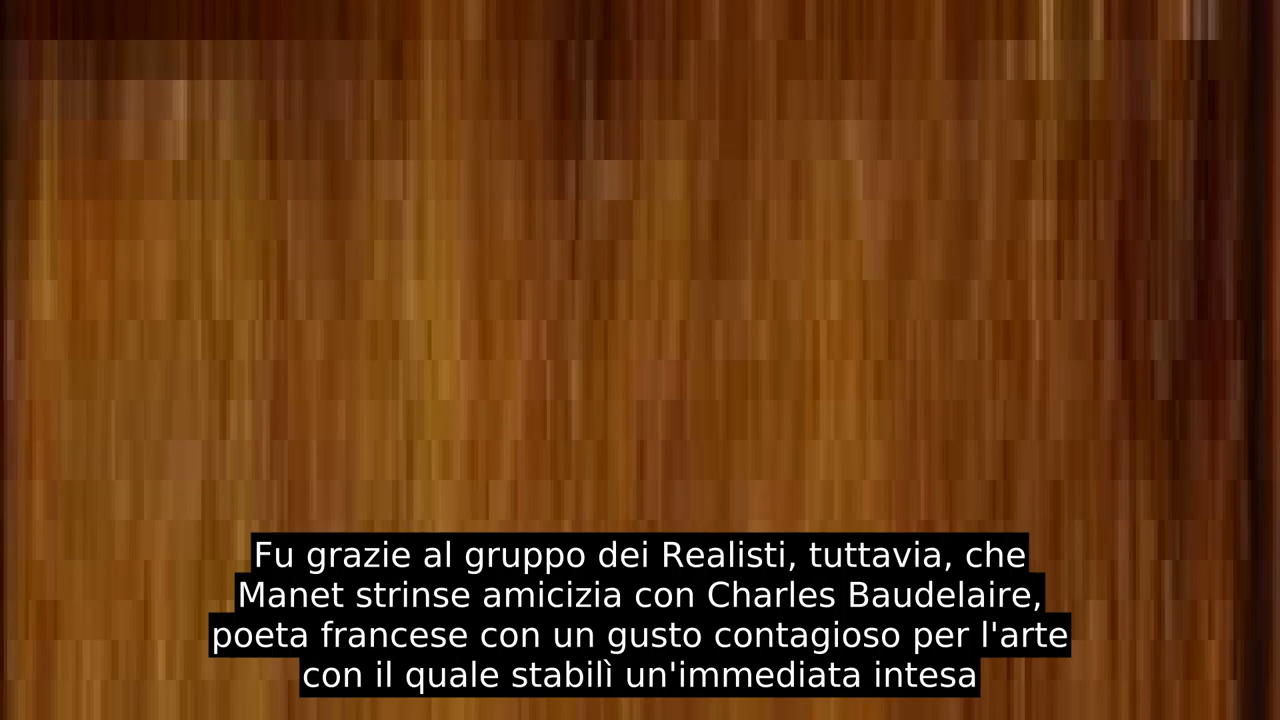 Fu grazie al gruppo dei Realisti, tuttavia, che
Manet strinse amicizia con Charles Baudelaire,
poeta francese con un gusto contagioso per l'arte
con il quale stabilì un'immediata intesa